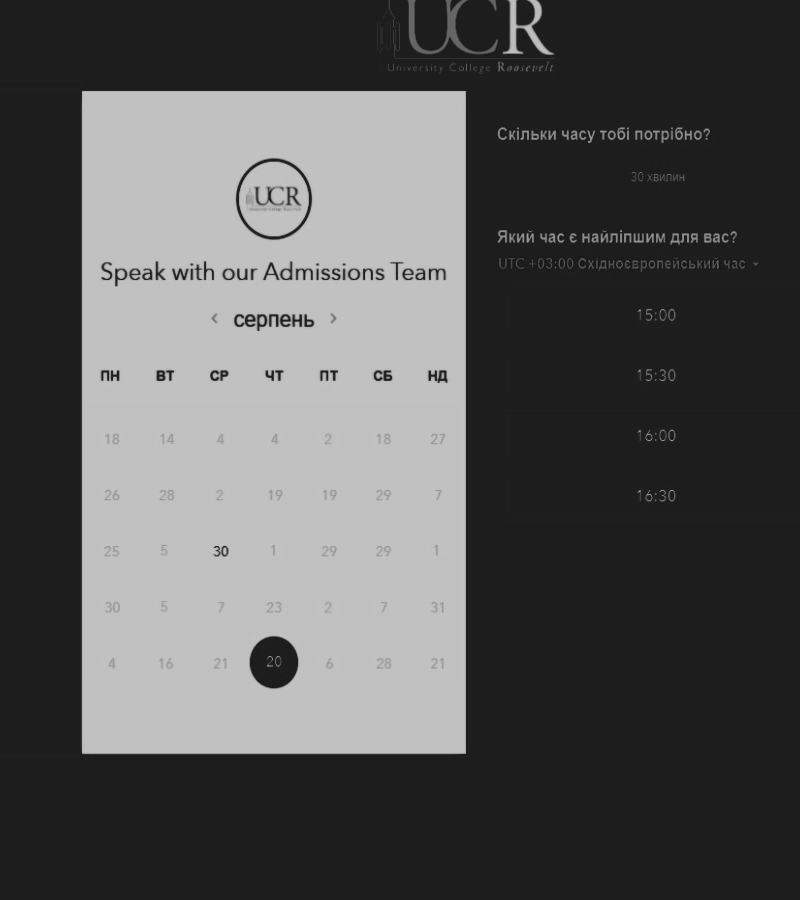 UCR
University College Roosevelt
UCR
Speak with our Admissions Team
серпень
ПН ВТ СР ЧТ ПТ СБ НД
18 14 4 4 2 18 27
26 28 2 19 19 29 7
25 5 30 1 29 29 1
30 5 7 23 2 7 31
4 16 21 20 6 28 21
Скільки часу тобі потрібно?
30 хвилин
Який час є найліпшим для вас?
UTC +03:00 Східноєвропейський час
15:00
15:30
16:00
16:30